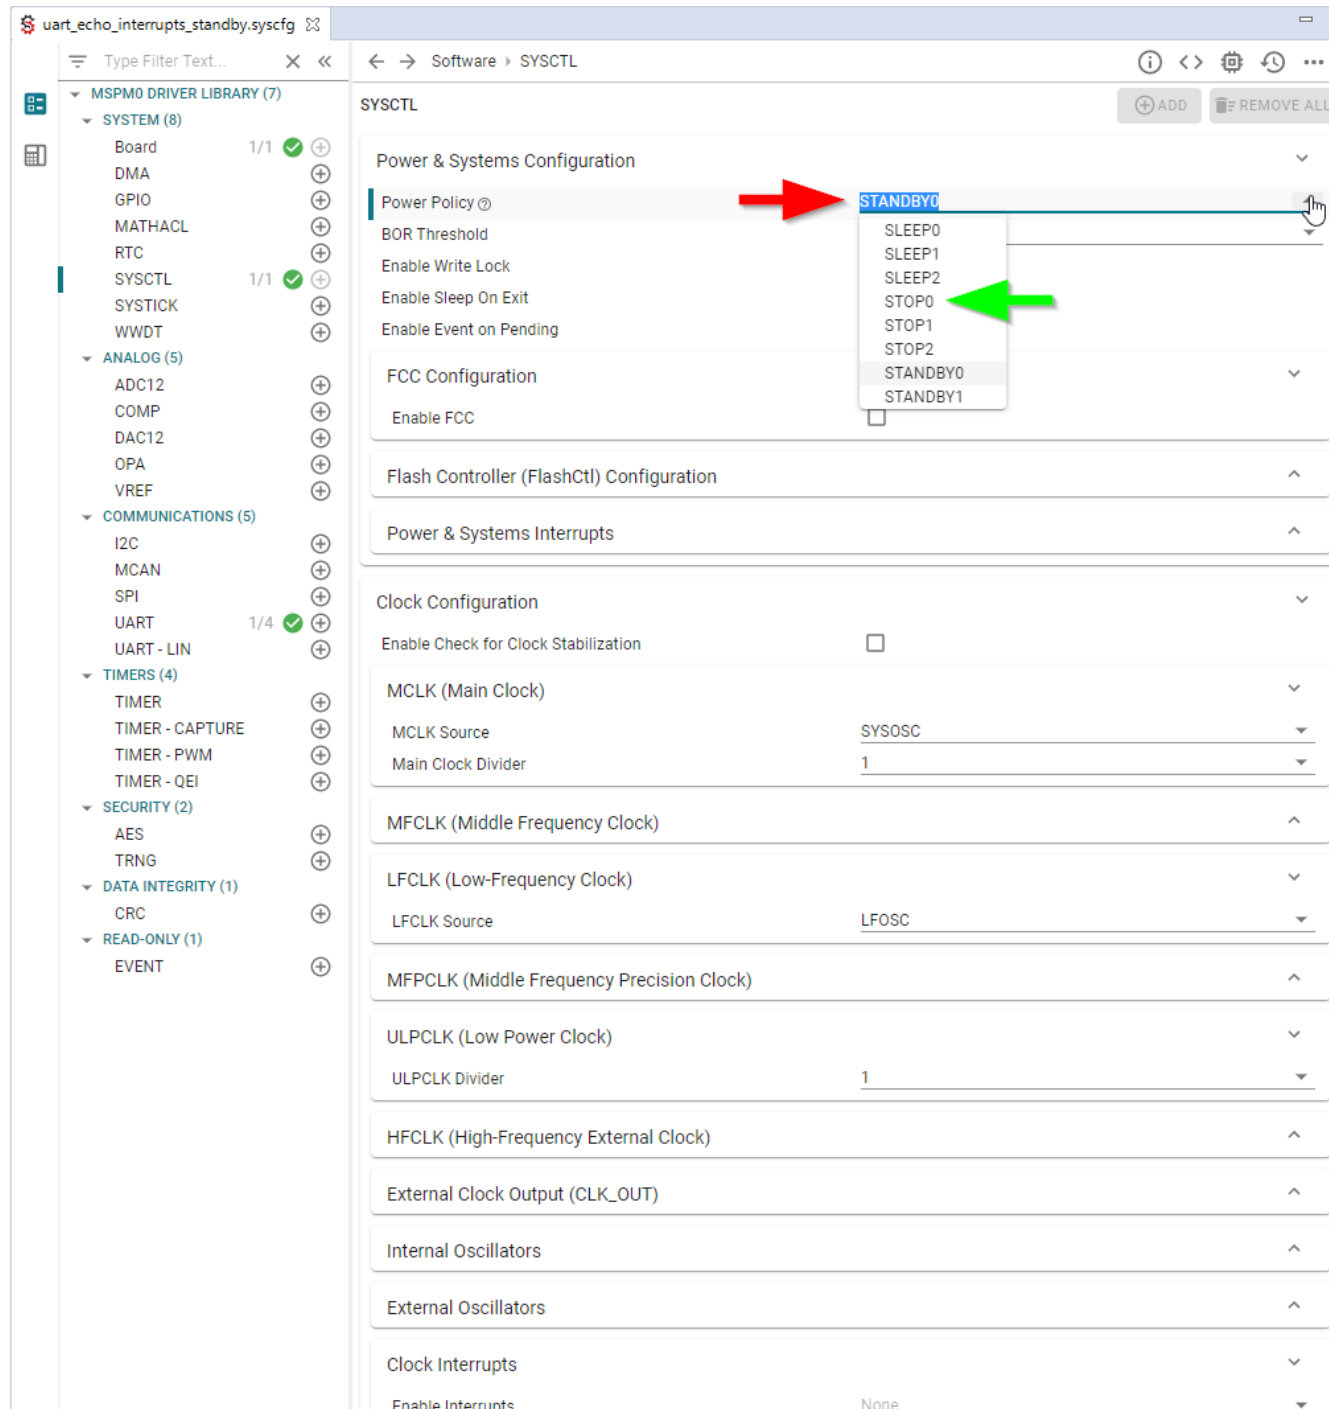 uart_echo_interrupts_standby.syscfg
Type Filter Text...
Software SYSCTL
MSPM0 DRIVER LIBRARY (7)
SYSTEM (8)
Board 1/1
DMA
GPIO
MATHACL
RTC
SYSCTL 1/1
SYSTICK
WWDT
ANALOG (5)
ADC12
COMP
DAC12
OPA
VREF
COMMUNICATIONS (5)
I2C
MCAN
SPI
UART 1/4
UART - LIN
TIMERS (4)
TIMER
TIMER - CAPTURE
TIMER - PWM
TIMER - QEI
SECURITY (2)
AES
TRNG
DATA INTEGRITY (1)
CRC
READ-ONLY (1)
EVENT
SYSCTL
ADD REMOVE ALL
Power & Systems Configuration
Power Policy STANDBY0
BOR Threshold
Enable Write Lock
Enable Sleep On Exit
Enable Event on Pending
SLEEP0
SLEEP1
SLEEP2
STOP0
STOP1
STOP2
STANDBY0
STANDBY1
FCC Configuration
Enable FCC
Flash Controller (FlashCtl) Configuration
Power & Systems Interrupts
Clock Configuration
Enable Check for Clock Stabilization
MCLK (Main Clock)
MCLK Source SYSOSC
Main Clock Divider 1
MFCLK (Middle Frequency Clock)
LFCLK (Low-Frequency Clock)
LFCLK Source LFOSC
MFPCLK (Middle Frequency Precision Clock)
ULPCLK (Low Power Clock)
ULPCLK Divider 1
HFCLK (High-Frequency External Clock)
External Clock Output (CLK_OUT)
Internal Oscillators
External Oscillators
Clock Interrupts
Enable Interrupts None